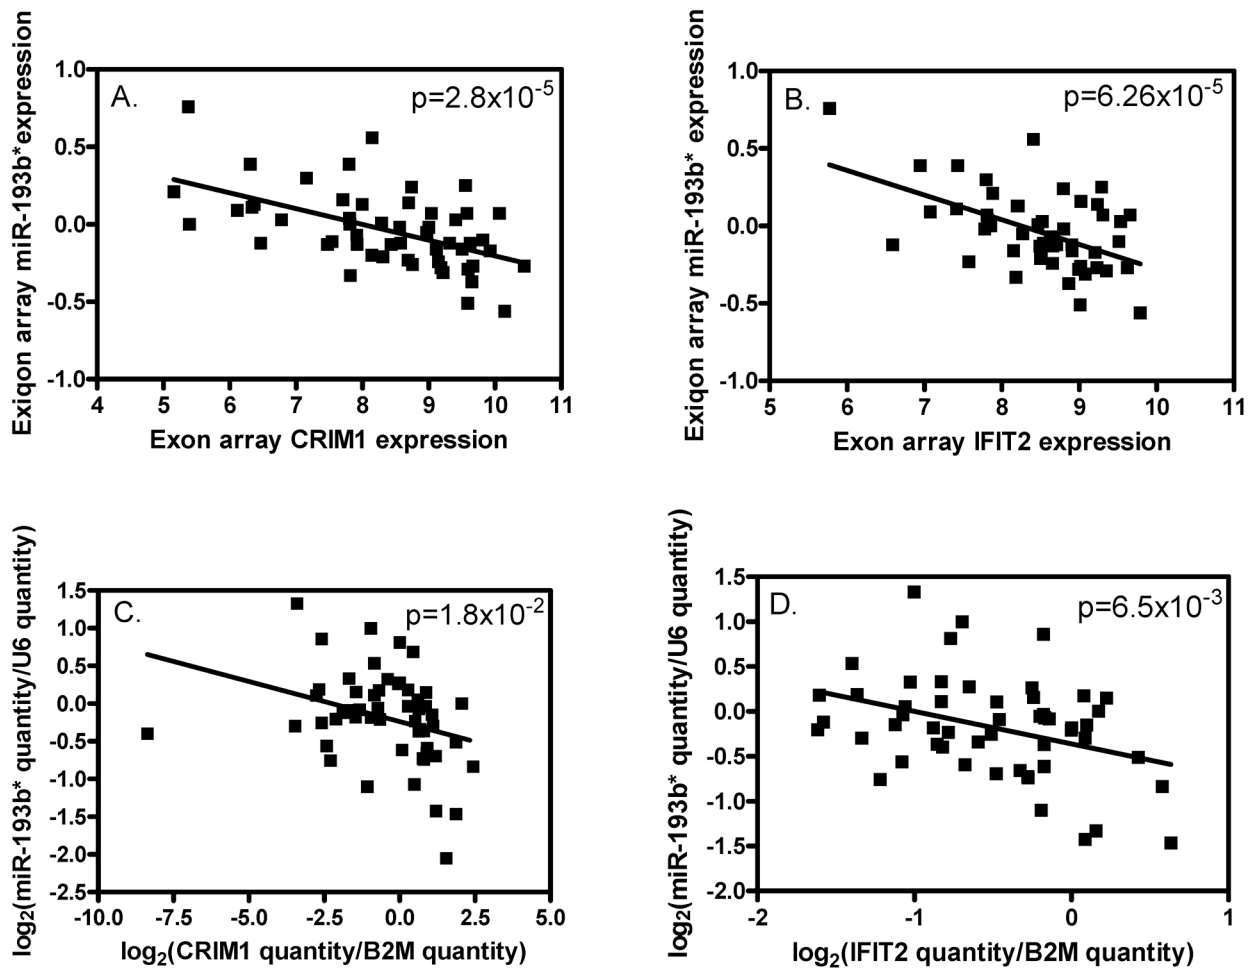 A.
p=2.8x10-5
Exiqon array miR-193b*expression
1.0
0.5
0.0
-0.5
-1.0
4 5 6 7 8 9 10 11
Exon array CRIM1 expression
B.
p=6.26x10-5
Exiqon array miR-193b* expression
1.0
0.5
0.0
-0.5
-1.0
5 6 7 8 9 10 11
Exon array IFIT2 expression
C.
p=1.8x10-2
log2(miR-193b* quantity/U6 quantity)
1.5
1.0
0.5
0.0
-0.5
-1.0
-1.5
-2.0
-2.5
-10.0 -7.5 -5.0 -2.5 0.0 2.5 5.0
log2(CRIM1 quantity/B2M quantity)
D.
p=6.5x10-3
log2(miR-193b* quantity/U6 quantity)
1.5
1.0
0.5
0.0
-0.5
-1.0
-1.5
-2.0
-2 -1 0 1
log2(IFIT2 quantity/B2M quantity)